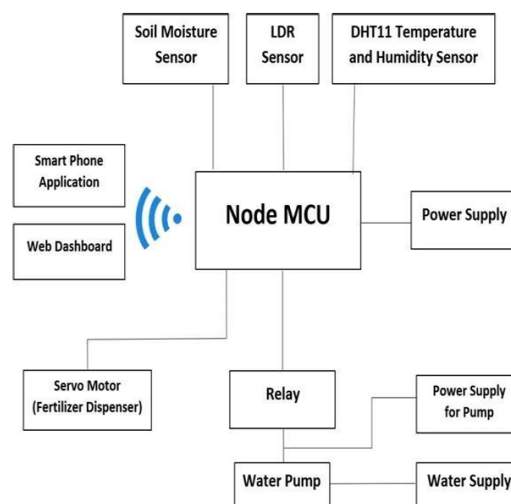 Soil Moisture
Sensor
LDR
Sensor
DHT11 Temperature
and Humidity Sensor
Smart Phone
Application
Node MCU
Power Supply
Web Dashboard
Servo Motor
(Fertilizer Dispenser)
Relay
Power Supply
for Pump
Water Pump
Water Supply